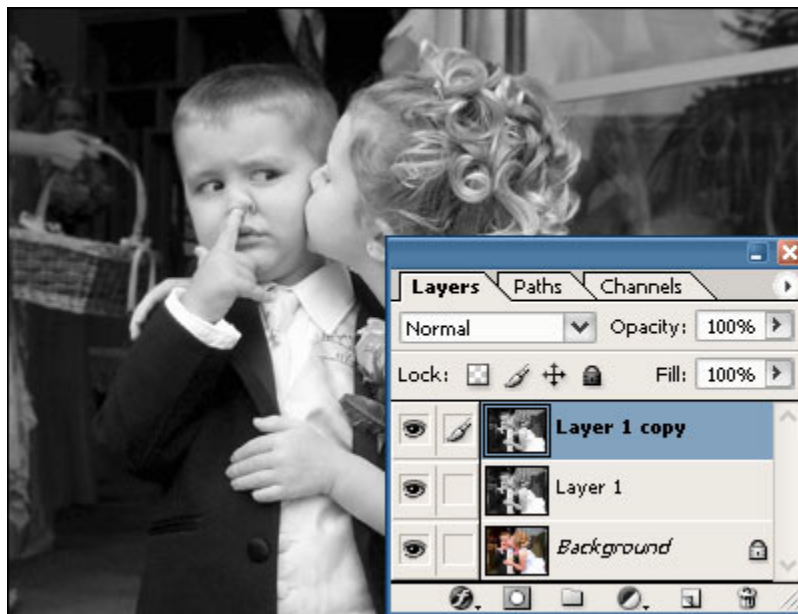 Layers Paths Channels
Normal Opacity: 100%
Lock: Fill: 100%
Layer 1 copy
Layer 1
Background